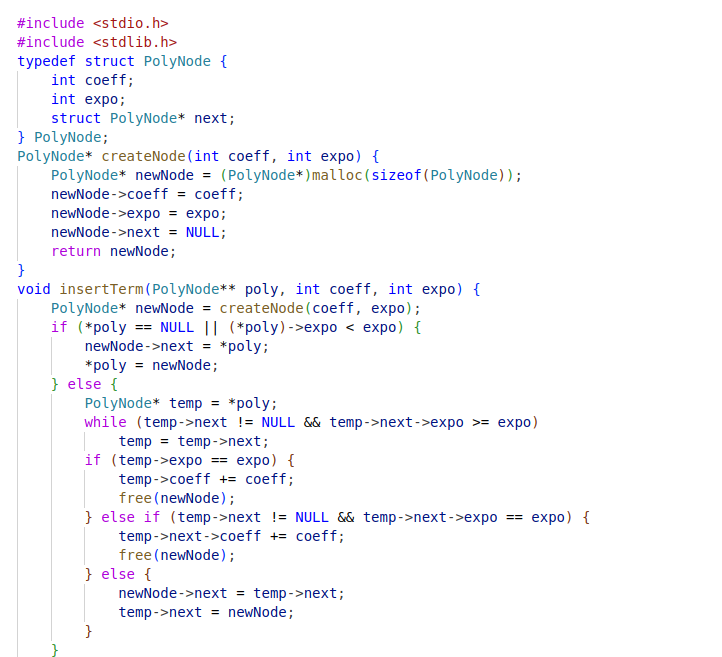 #include <stdio.h>
#include <stdlib.h>
typedef struct PolyNode {
    int coeff;
    int expo;
    struct PolyNode* next;
} PolyNode;
PolyNode* createNode(int coeff, int expo) {
    PolyNode* newNode = (PolyNode*)malloc(sizeof(PolyNode));
    newNode->coeff = coeff;
    newNode->expo = expo;
    newNode->next = NULL;
    return newNode;
}
void insertTerm(PolyNode** poly, int coeff, int expo) {
    PolyNode* newNode = createNode(coeff, expo);
    if (*poly == NULL || (*poly)->expo < expo) {
        newNode->next = *poly;
        *poly = newNode;
    } else {
        PolyNode* temp = *poly;
        while (temp->next != NULL && temp->next->expo >= expo)
            temp = temp->next;
        if (temp->expo == expo) {
            temp->coeff += coeff;
            free(newNode);
        } else if (temp->next != NULL && temp->next->expo == expo) {
            temp->next->coeff += coeff;
            free(newNode);
        } else {
            newNode->next = temp->next;
            temp->next = newNode;
        }
    }